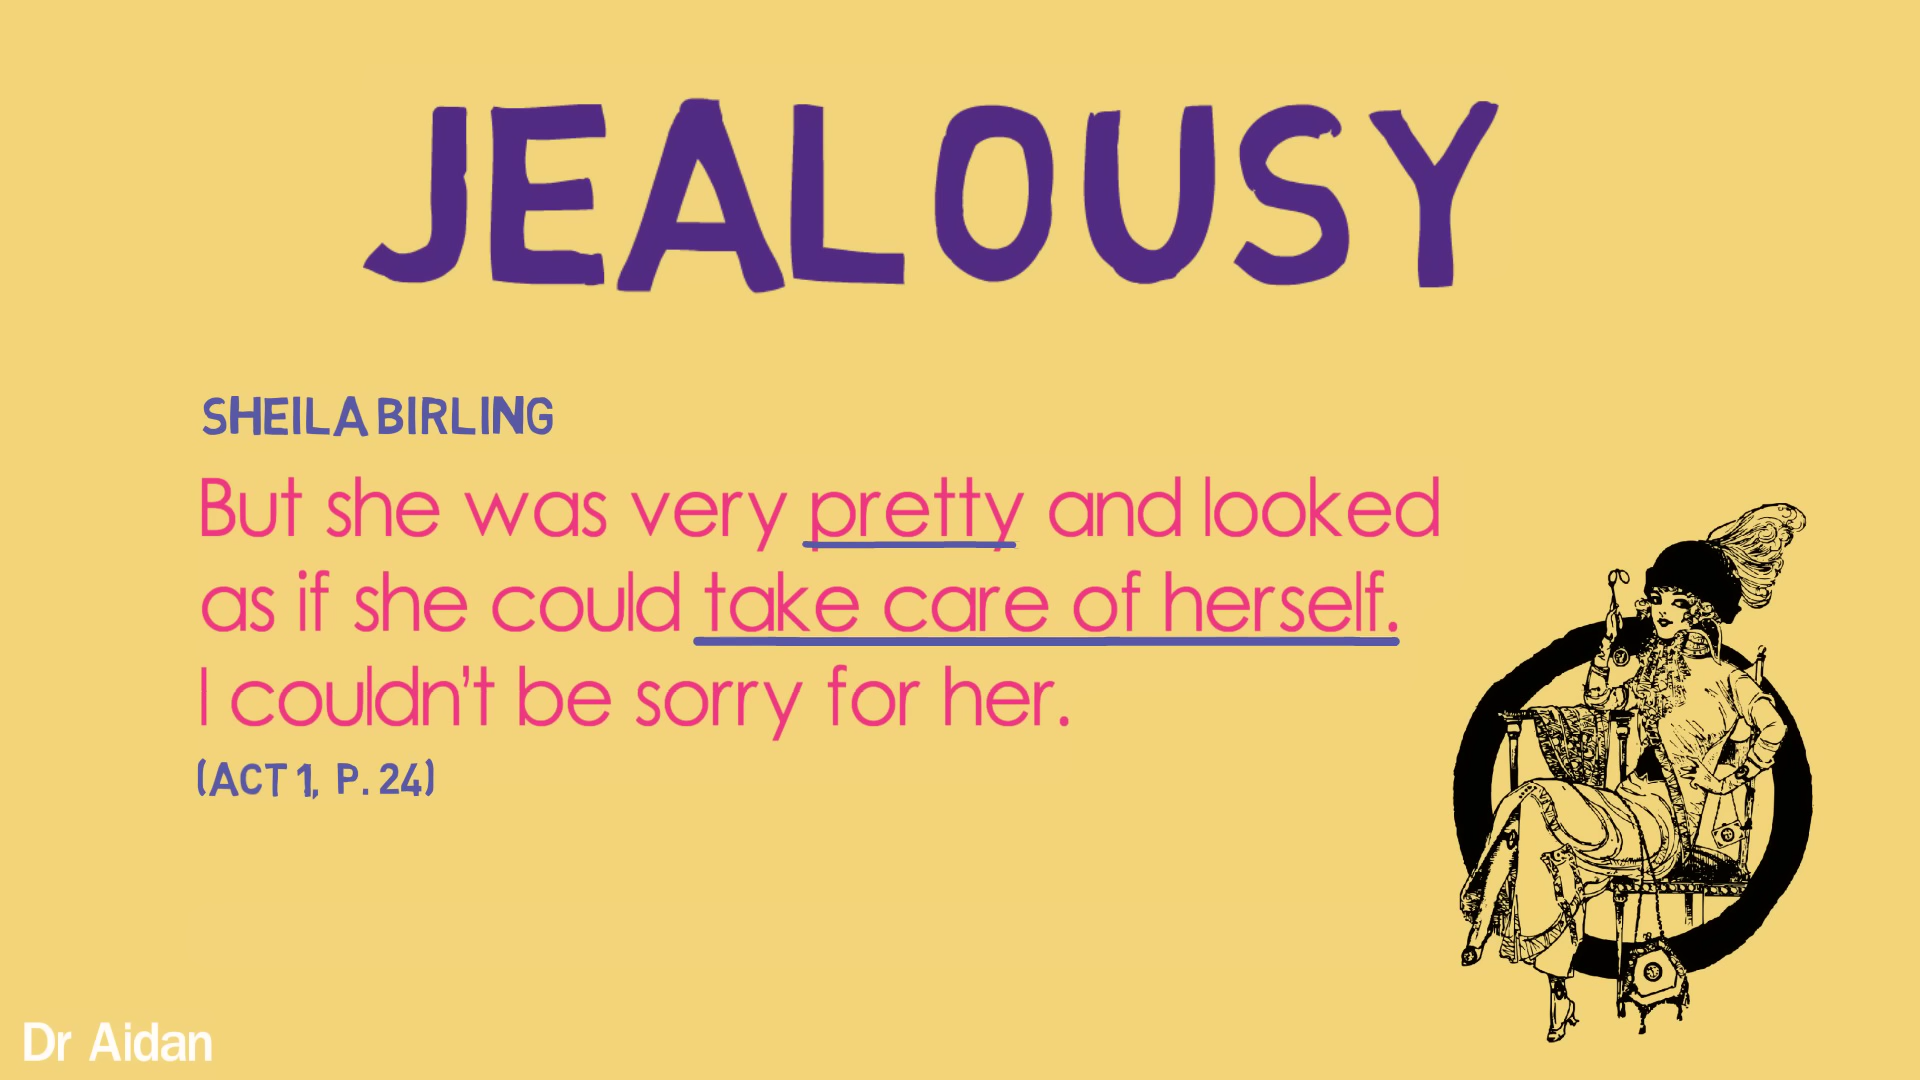 JEALOUSY
SHEILA BIRLING
But she was very pretty and looked
as if she could take care of herself.
I couldn't be sorry for her.
(ACT 1, P. 24)
Dr Aidan